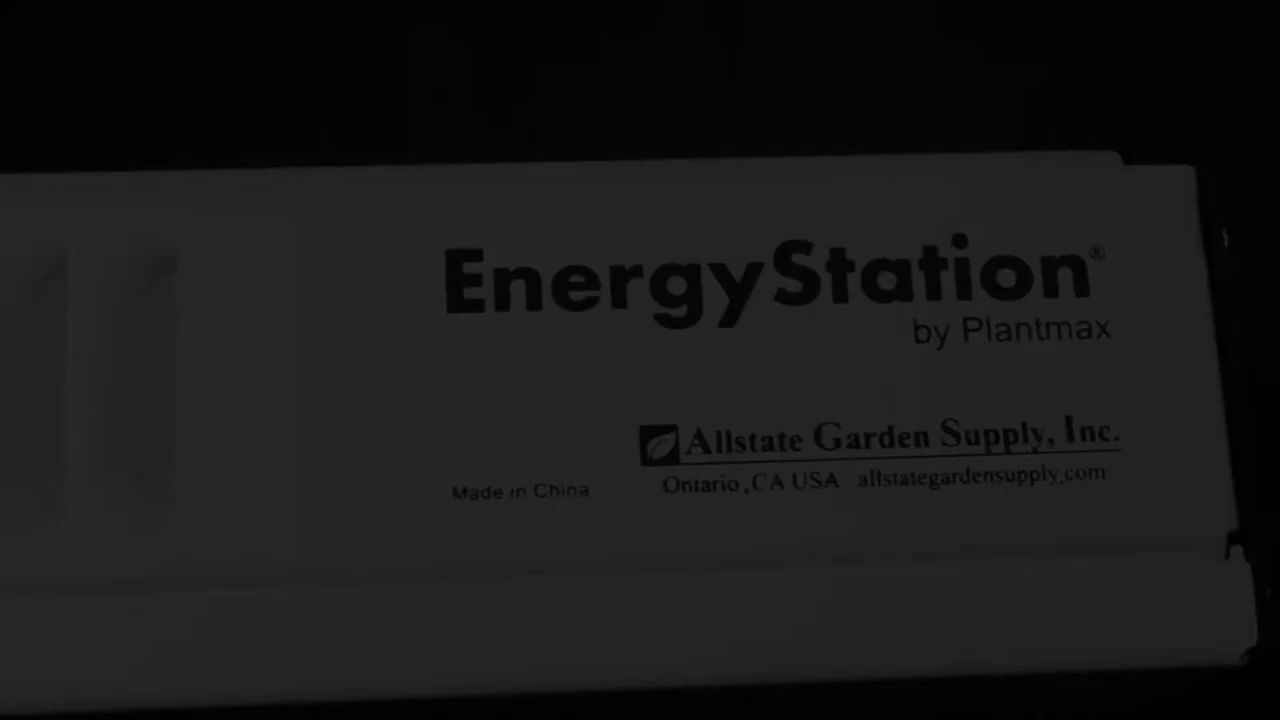 EnergyStation®
by Plantmax
Allstate Garden Supply, Inc.
Made in China
Ontario ,CA USA allstategardensupply.com